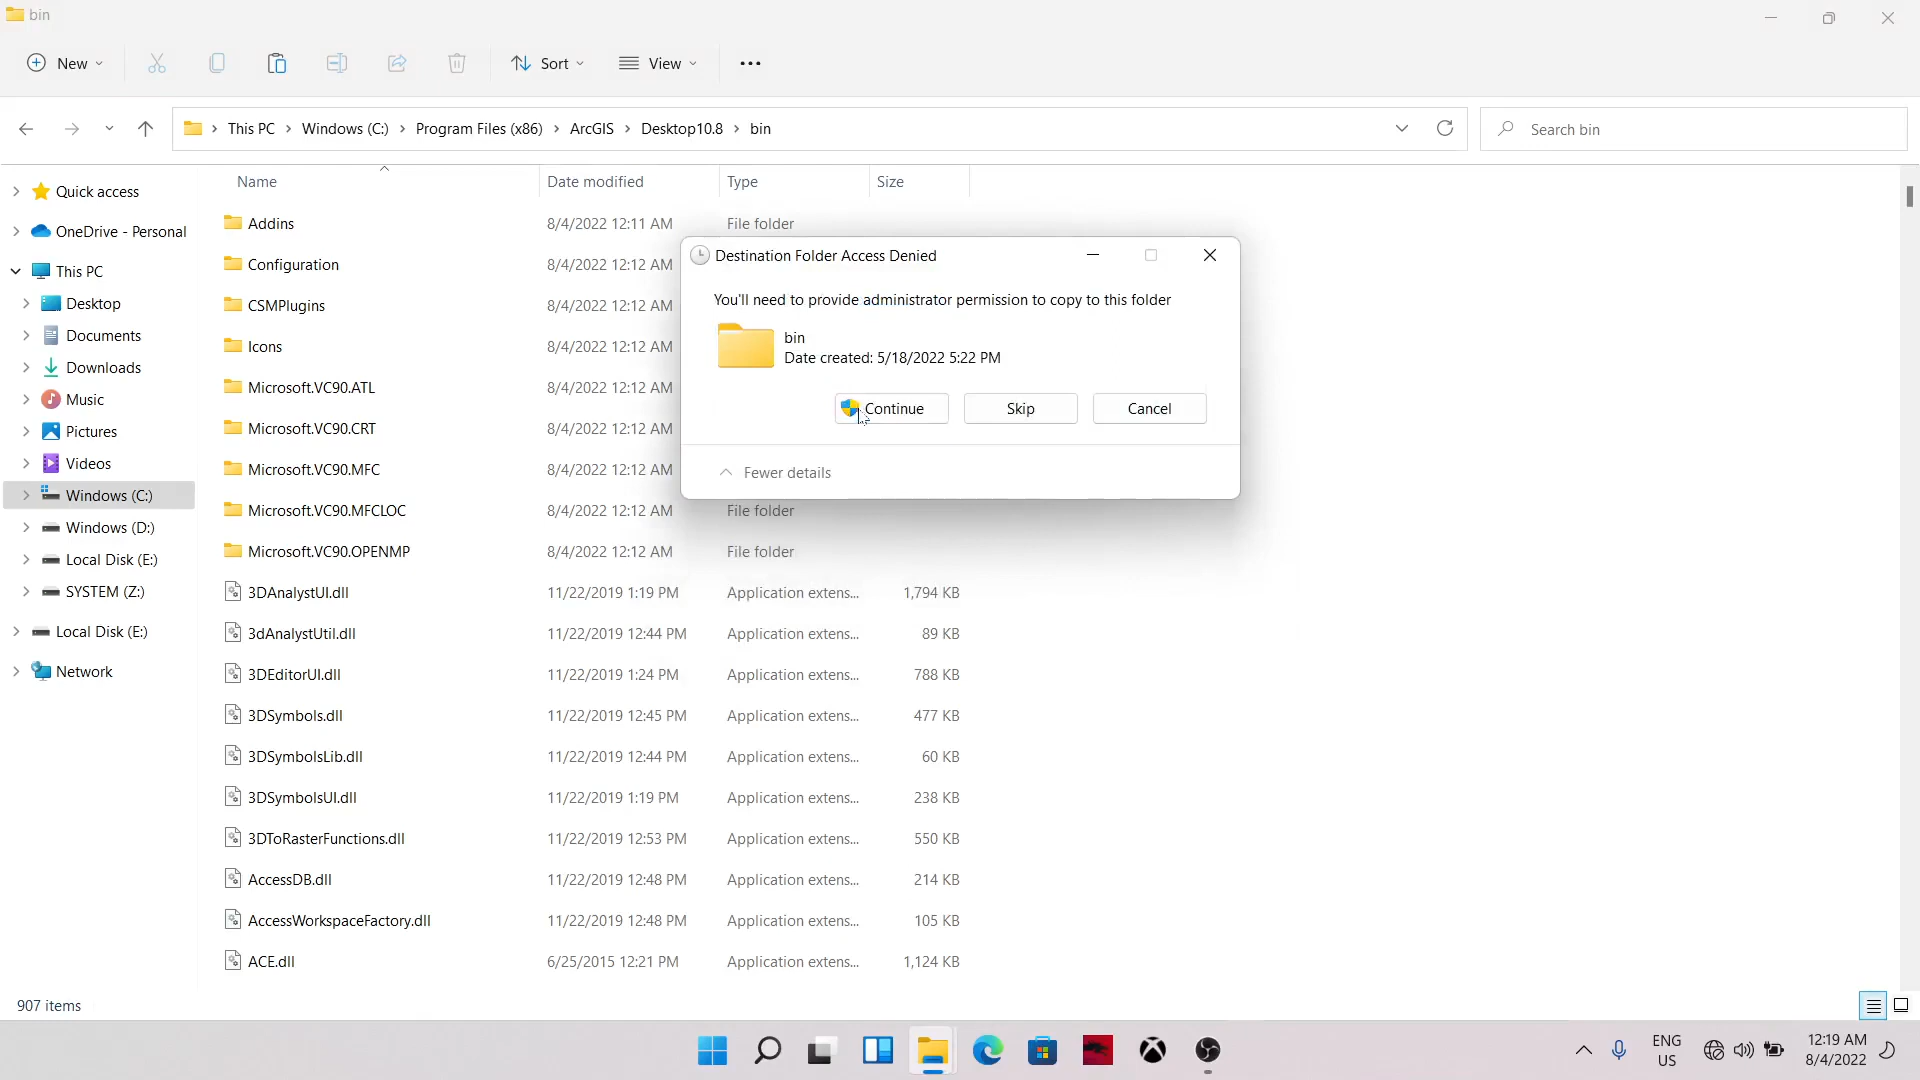 bin
New
Sort
View
This PC
Windows (C:)
Program Files (x86)
ArcGIS
Desktop10.8
bin
Search bin
Quick access
OneDrive - Personal
This PC
Desktop
Documents
Downloads
Music
Pictures
Videos
Windows (C:)
Windows (D:)
Local Disk (E:)
SYSTEM (Z:)
Local Disk (E:)
Network
Name Date modified Type Size
Addins 8/4/2022 12:11 AM File folder
Configuration 8/4/2022 12:12 AM
CSMPlugins 8/4/2022 12:12 AM
Icons 8/4/2022 12:12 AM
Microsoft.VC90.ATL 8/4/2022 12:12 AM
Microsoft.VC90.CRT 8/4/2022 12:12 AM
Microsoft.VC90.MFC 8/4/2022 12:12 AM
Microsoft.VC90.MFCLOC 8/4/2022 12:12 AM File folder
Microsoft.VC90.OPENMP 8/4/2022 12:12 AM File folder
3DAnalystUI.dll 11/22/2019 1:19 PM Application extens... 1,794 KB
3dAnalystUtil.dll 11/22/2019 12:44 PM Application extens... 89 KB
3DEditorUI.dll 11/22/2019 1:24 PM Application extens... 788 KB
3DSymbols.dll 11/22/2019 12:45 PM Application extens... 477 KB
3DSymbolsLib.dll 11/22/2019 12:44 PM Application extens... 60 KB
3DSymbolsUI.dll 11/22/2019 1:19 PM Application extens... 238 KB
3DToRasterFunctions.dll 11/22/2019 12:53 PM Application extens... 550 KB
AccessDB.dll 11/22/2019 12:48 PM Application extens... 214 KB
AccessWorkspaceFactory.dll 11/22/2019 12:48 PM Application extens... 105 KB
ACE.dll 6/25/2015 12:21 PM Application extens... 1,124 KB
Destination Folder Access Denied
You'll need to provide administrator permission to copy to this folder
bin
Date created: 5/18/2022 5:22 PM
Continue
Skip
Cancel
Fewer details
907 items
ENG
US
12:19 AM
8/4/2022